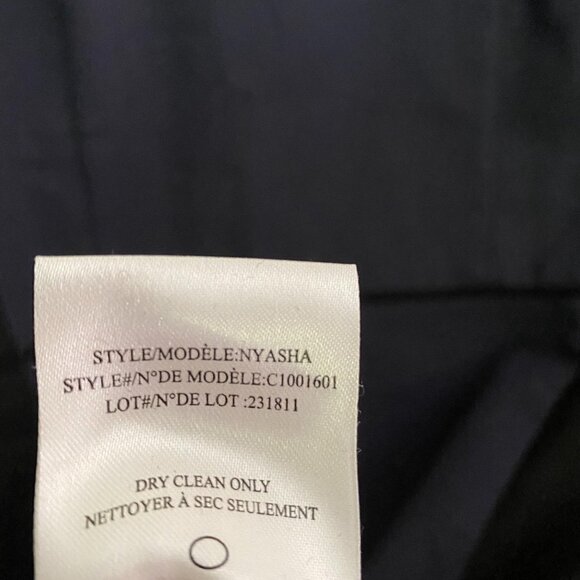 STYLE/MODÈLE:NYASHA
STYLE#/N°DE MODÈLE:C1001601
LOT#/N°DE LOT :231811
DRY CLEAN ONLY
NETTOYER À SEC SEULEMENT